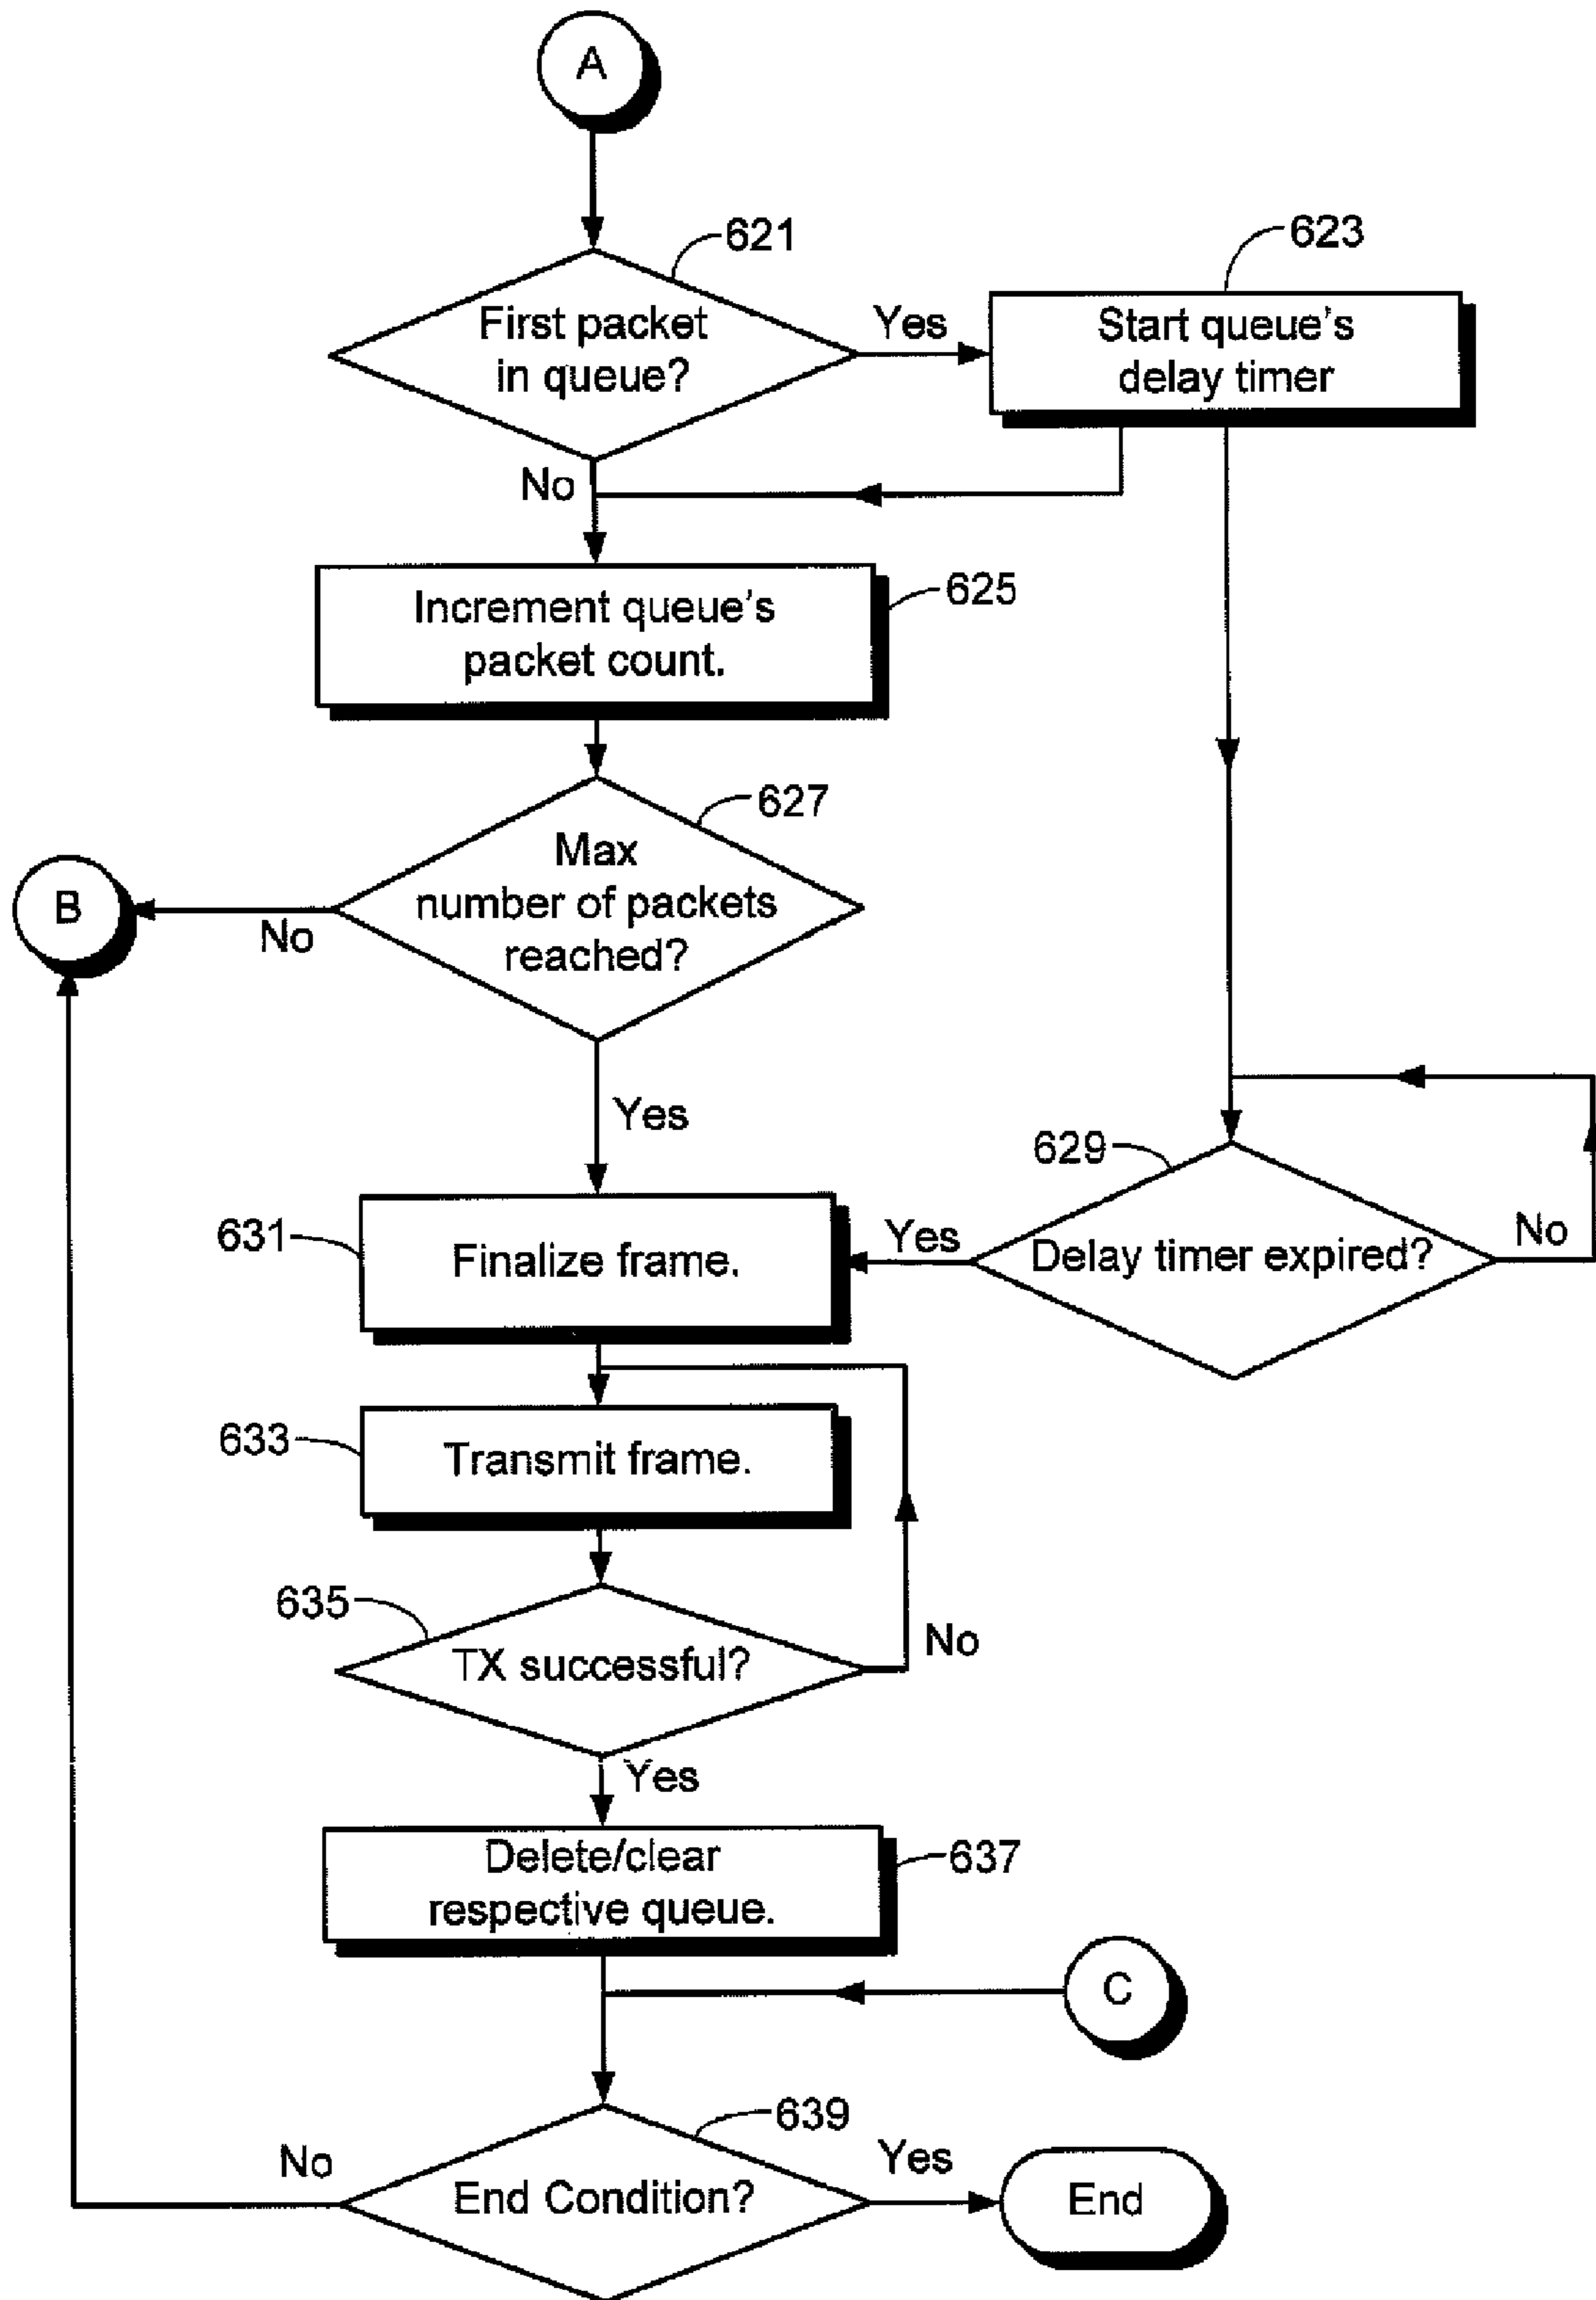 A
621
623
First packet
in queue?
Yes
Start queue's
delay timer
No
Increment queue's
packet count.
625
627
Max
number of packets
reached?
B
No
Yes
629
631
Finalize frame.
Yes
Delay timer expired?
No
633
Transmit frame.
635
TX successful?
No
Yes
Delete/clear
respective queue.
637
C
639
No
End Condition?
Yes
End